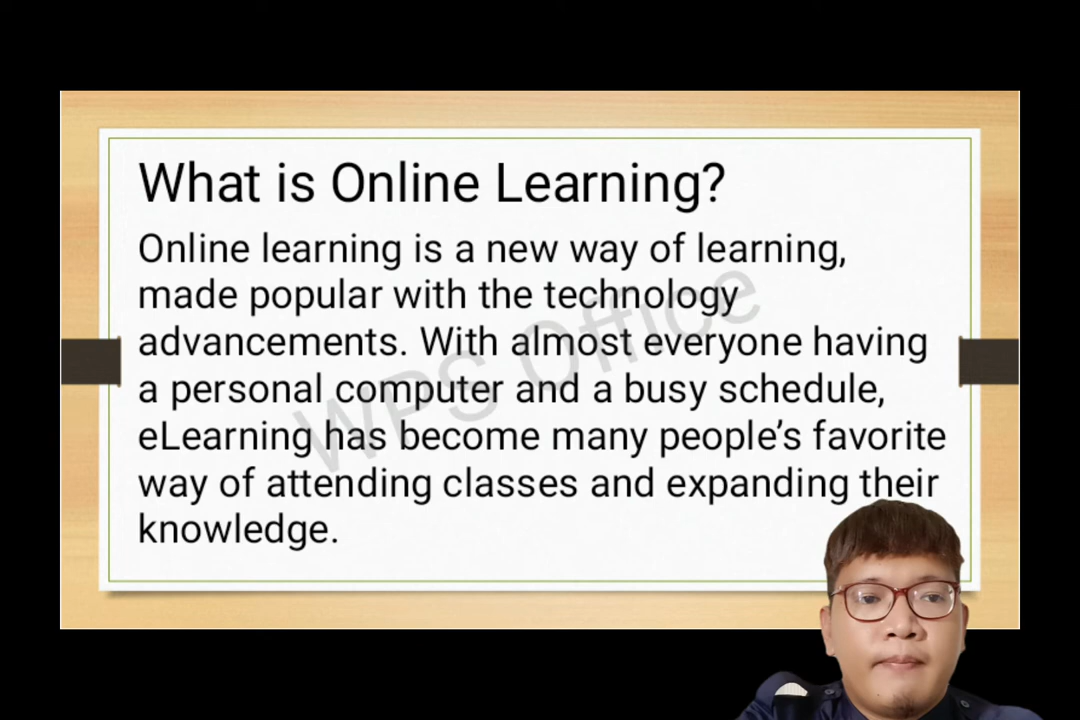 What is Online Learning?
Online learning is a new way of learning,
made popular with the technology
advancements. With almost everyone having
a personal computer and a busy schedule,
eLearning has become many people’s favorite
way of attending classes and expanding their
knowledge.
WPS Office